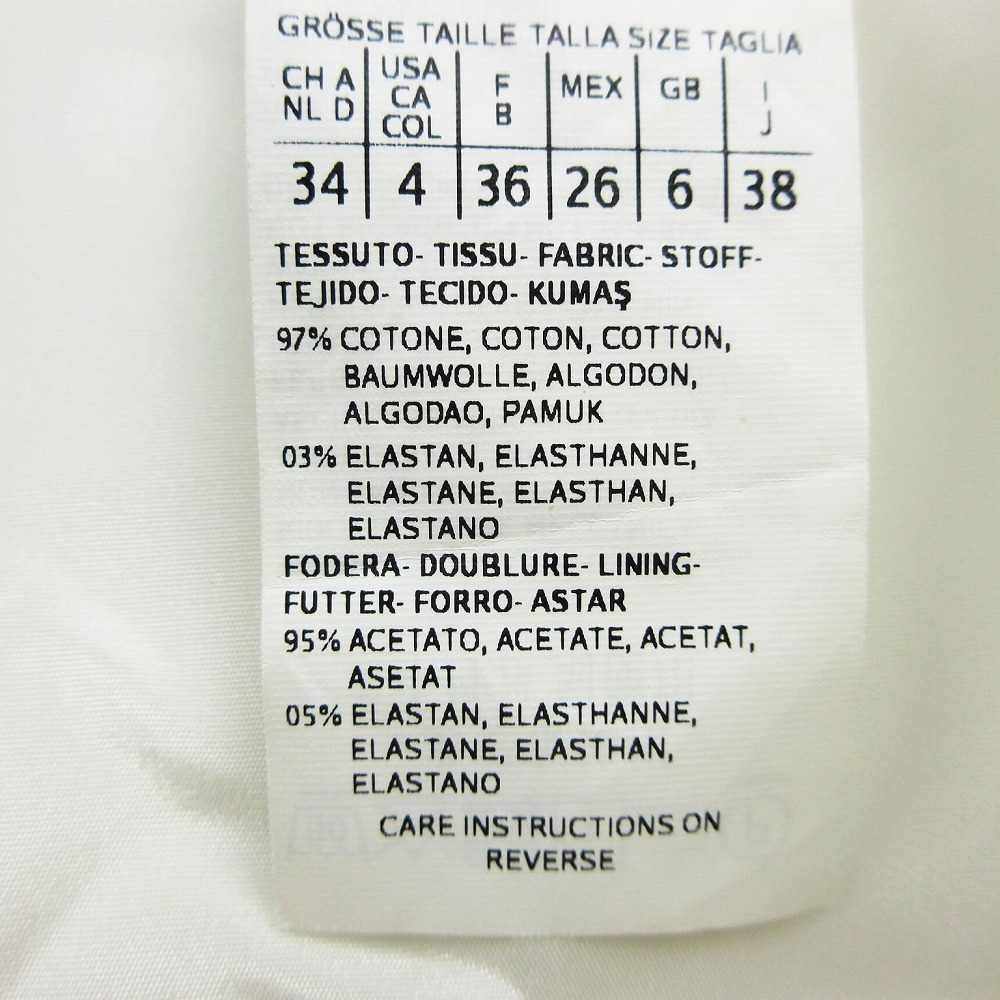 GRÖSSE TAILLE TALLA SIZE TAGLIA
CH A NL D | USA CA COL | F B | MEX | GB | I J
34 | 4 | 36 | 26 | 6 | 38
TESSUTO- TISSU- FABRIC- STOFF-
TEJIDO- TECIDO- KUMAŞ
97% COTONE, COTON, COTTON,
BAUMWOLLE, ALGODON,
ALGODAO, PAMUK
03% ELASTAN, ELASTHANNE,
ELASTANE, ELASTHAN,
ELASTANO
FODERA- DOUBLURE- LINING-
FUTTER- FORRO- ASTAR
95% ACETATO, ACETATE, ACETAT,
ASETAT
05% ELASTAN, ELASTHANNE,
ELASTANE, ELASTHAN,
ELASTANO
CARE INSTRUCTIONS ON
REVERSE